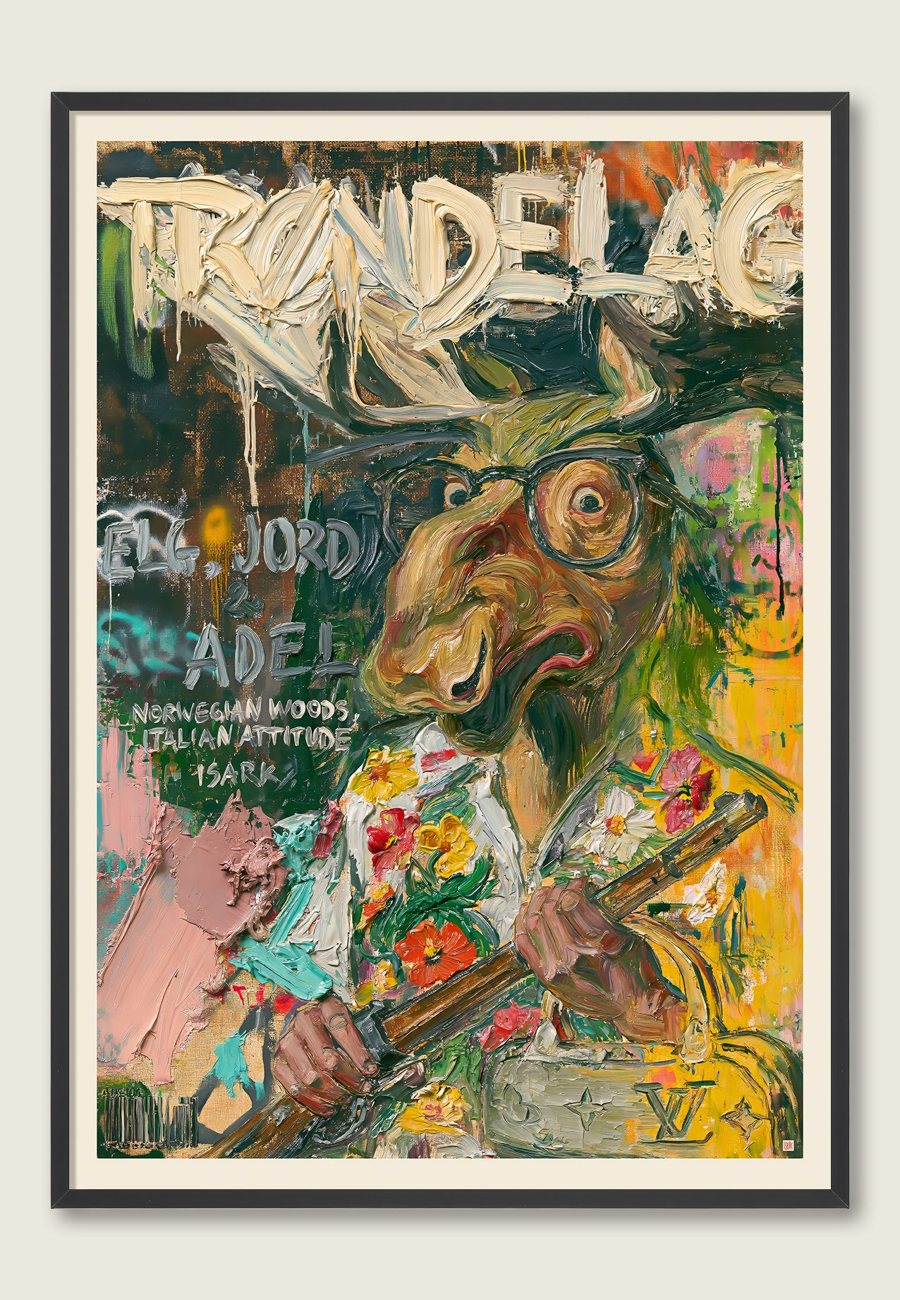 TRØNDELAG
ELG, JORD
&
ADEL
NORWEGIAN WOODS,
ITALIAN ATTITUDE
ISARK
LV